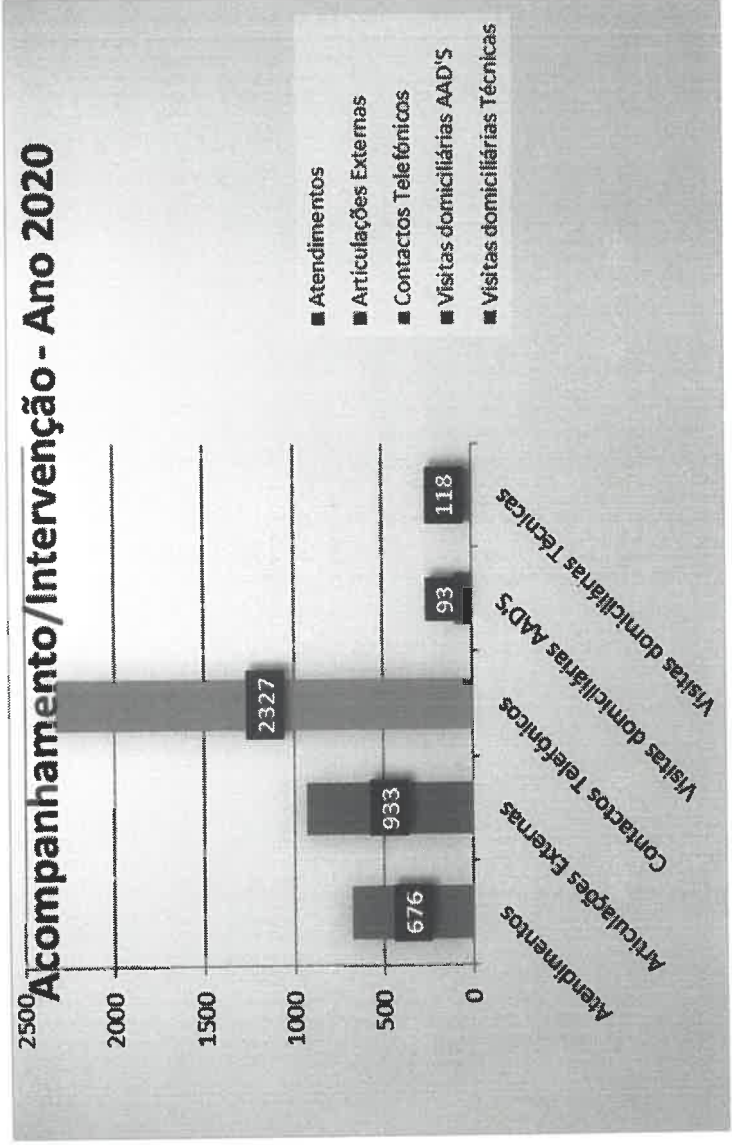 Acompanhamento/Intervenção - Ano 2020
2500
2000
1500
1000
500
0
676
933
2327
93
118
Atendimentos
Articulações Externas
Contactos Telefónicos
Visitas domiciliárias AAD'S
Visitas domiciliárias Técnicas
Atendimentos
Articulações Externas
Contactos Telefónicos
Visitas domiciliárias AAD'S
Visitas domiciliárias Técnicas